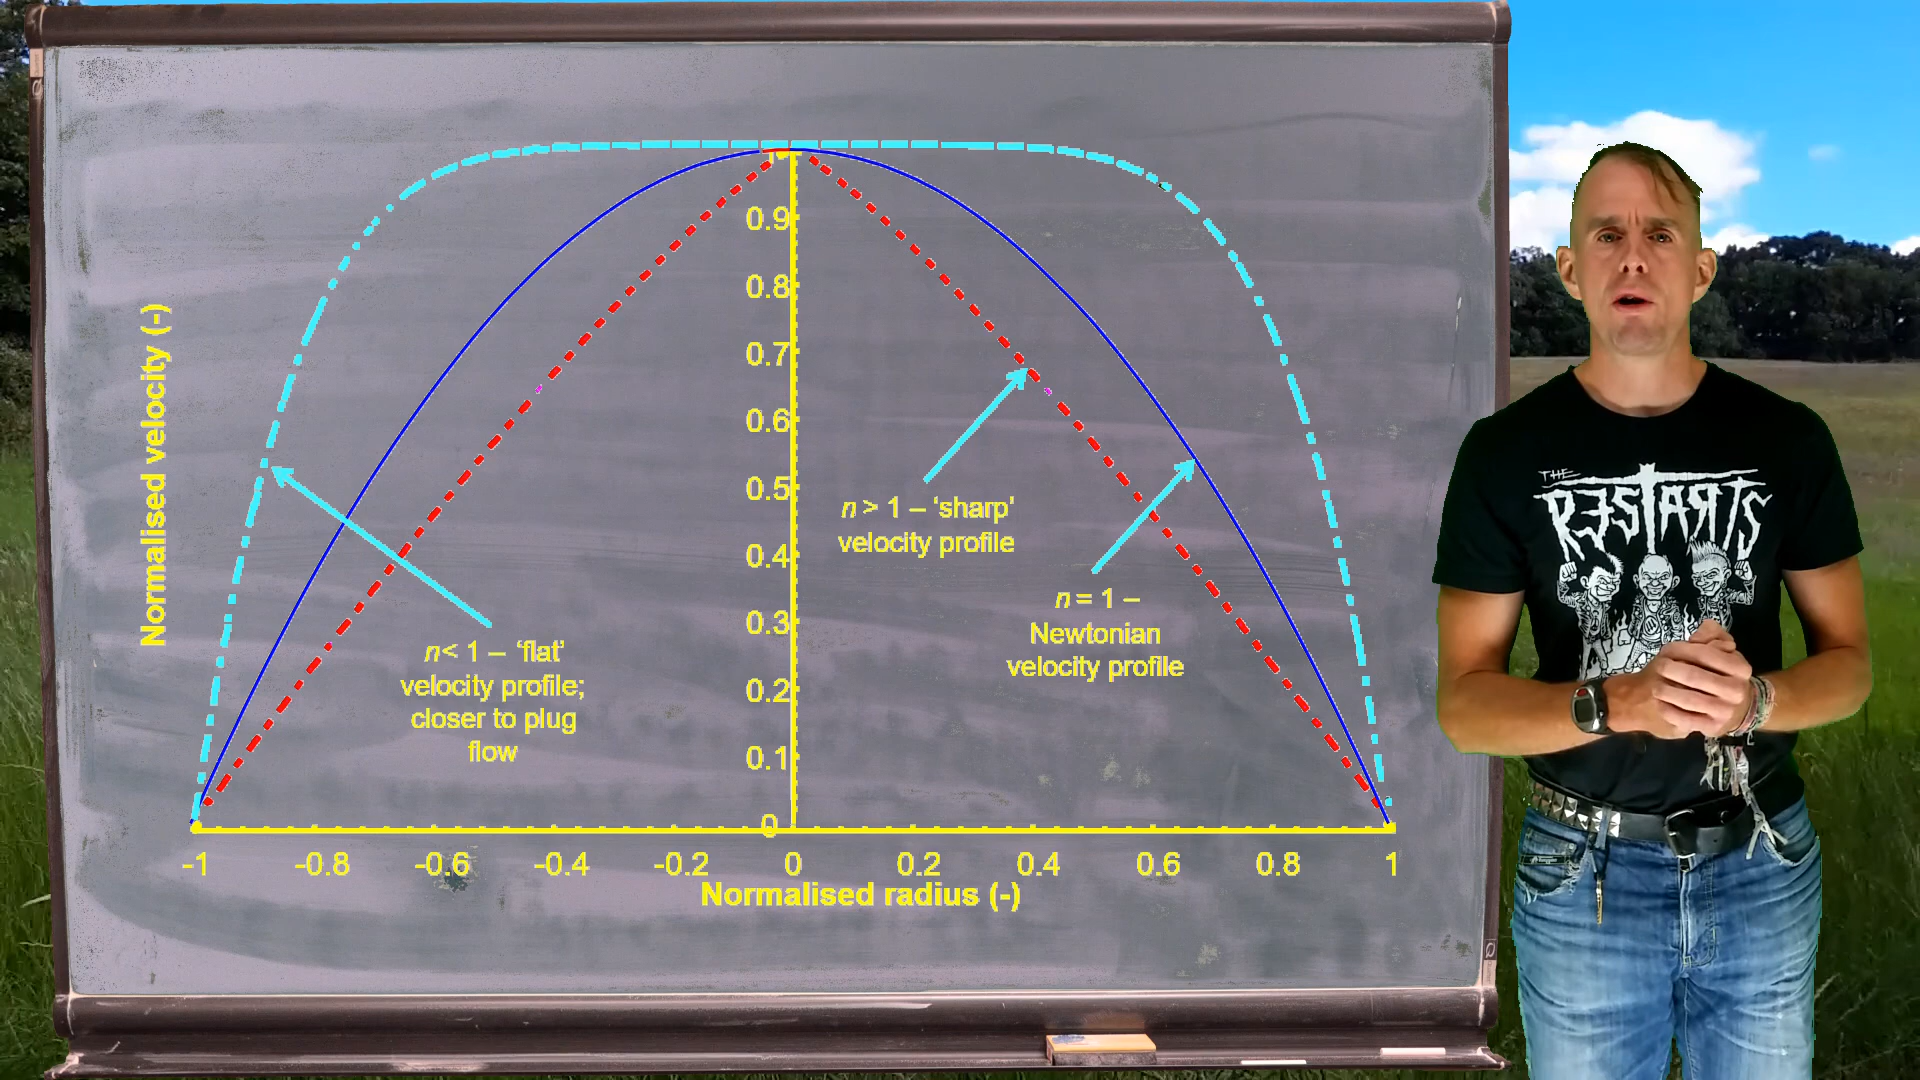 Normalised velocity (-)
1
0.9
0.8
0.7
0.6
0.5
0.4
0.3
0.2
0.1
0
n > 1 – ‘sharp’
velocity profile
n = 1 –
Newtonian
velocity profile
n< 1 – ‘flat’
velocity profile;
closer to plug
flow
-1 -0.8 -0.6 -0.4 -0.2 0 0.2 0.4 0.6 0.8 1
Normalised radius (-)
THE
RESTARTS